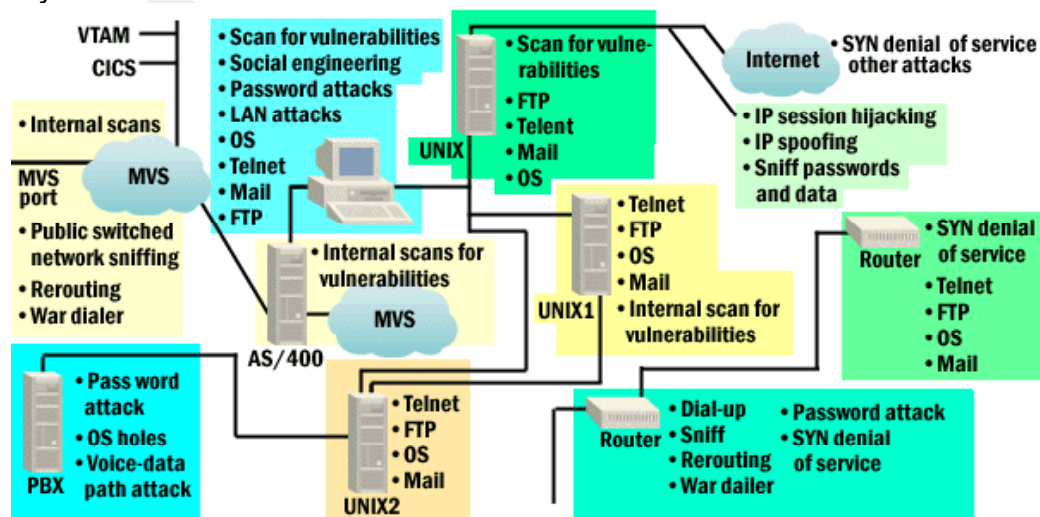 VTAM
CICS
• Internal scans
MVS
port
MVS
• Public switched
network sniffing
• Rerouting
• War dialer
• Scan for vulnerabilities
• Social engineering
• Password attacks
• LAN attacks
• OS
• Telnet
• Mail
• FTP
UNIX
• Scan for vulne-
rabilities
• FTP
• Telent
• Mail
• OS
Internet
• SYN denial of service
other attacks
• IP session hijacking
• IP spoofing
• Sniff passwords
and data
• Internal scans for
vulnerabilities
MVS
AS/400
UNIX1
• Telnet
• FTP
• OS
• Mail
• Internal scan for
vulnerabilities
Router
• SYN denial
of service
• Telnet
• FTP
• OS
• Mail
PBX
• Pass word
attack
• OS holes
• Voice-data
path attack
• Telnet
• FTP
• OS
• Mail
UNIX2
Router
• Dial-up
• Sniff
• Rerouting
• War dailer
• Password attack
• SYN denial
of service